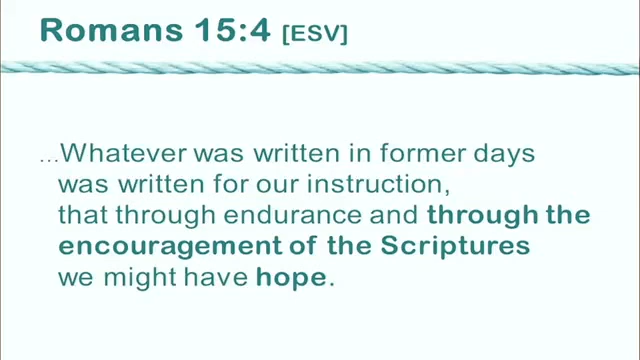 Romans 15:4 [ESV]
...Whatever was written in former days
was written for our instruction,
that through endurance and through the
encouragement of the Scriptures
we might have hope.